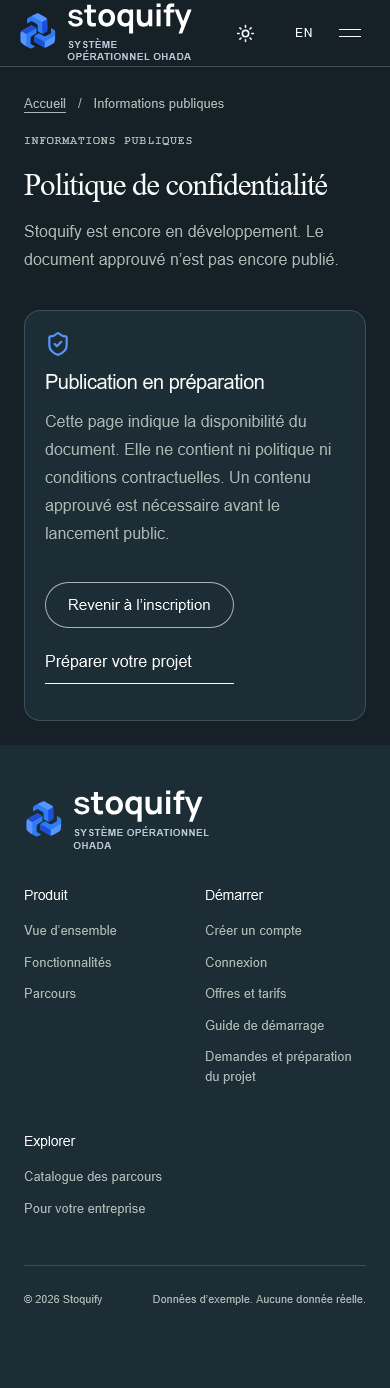 stoquify
SYSTÈME
OPÉRATIONNEL OHADA
EN
Accueil / Informations publiques
INFORMATIONS PUBLIQUES
Politique de confidentialité
Stoquify est encore en développement. Le
document approuvé n’est pas encore publié.
Publication en préparation
Cette page indique la disponibilité du
document. Elle ne contient ni politique ni
conditions contractuelles. Un contenu
approuvé est nécessaire avant le
lancement public.
Revenir à l’inscription
Préparer votre projet
stoquify
SYSTÈME OPÉRATIONNEL
OHADA
Produit
Vue d’ensemble
Fonctionnalités
Parcours
Démarrer
Créer un compte
Connexion
Offres et tarifs
Guide de démarrage
Demandes et préparation
du projet
Explorer
Catalogue des parcours
Pour votre entreprise
© 2026 Stoquify
Données d’exemple. Aucune donnée réelle.